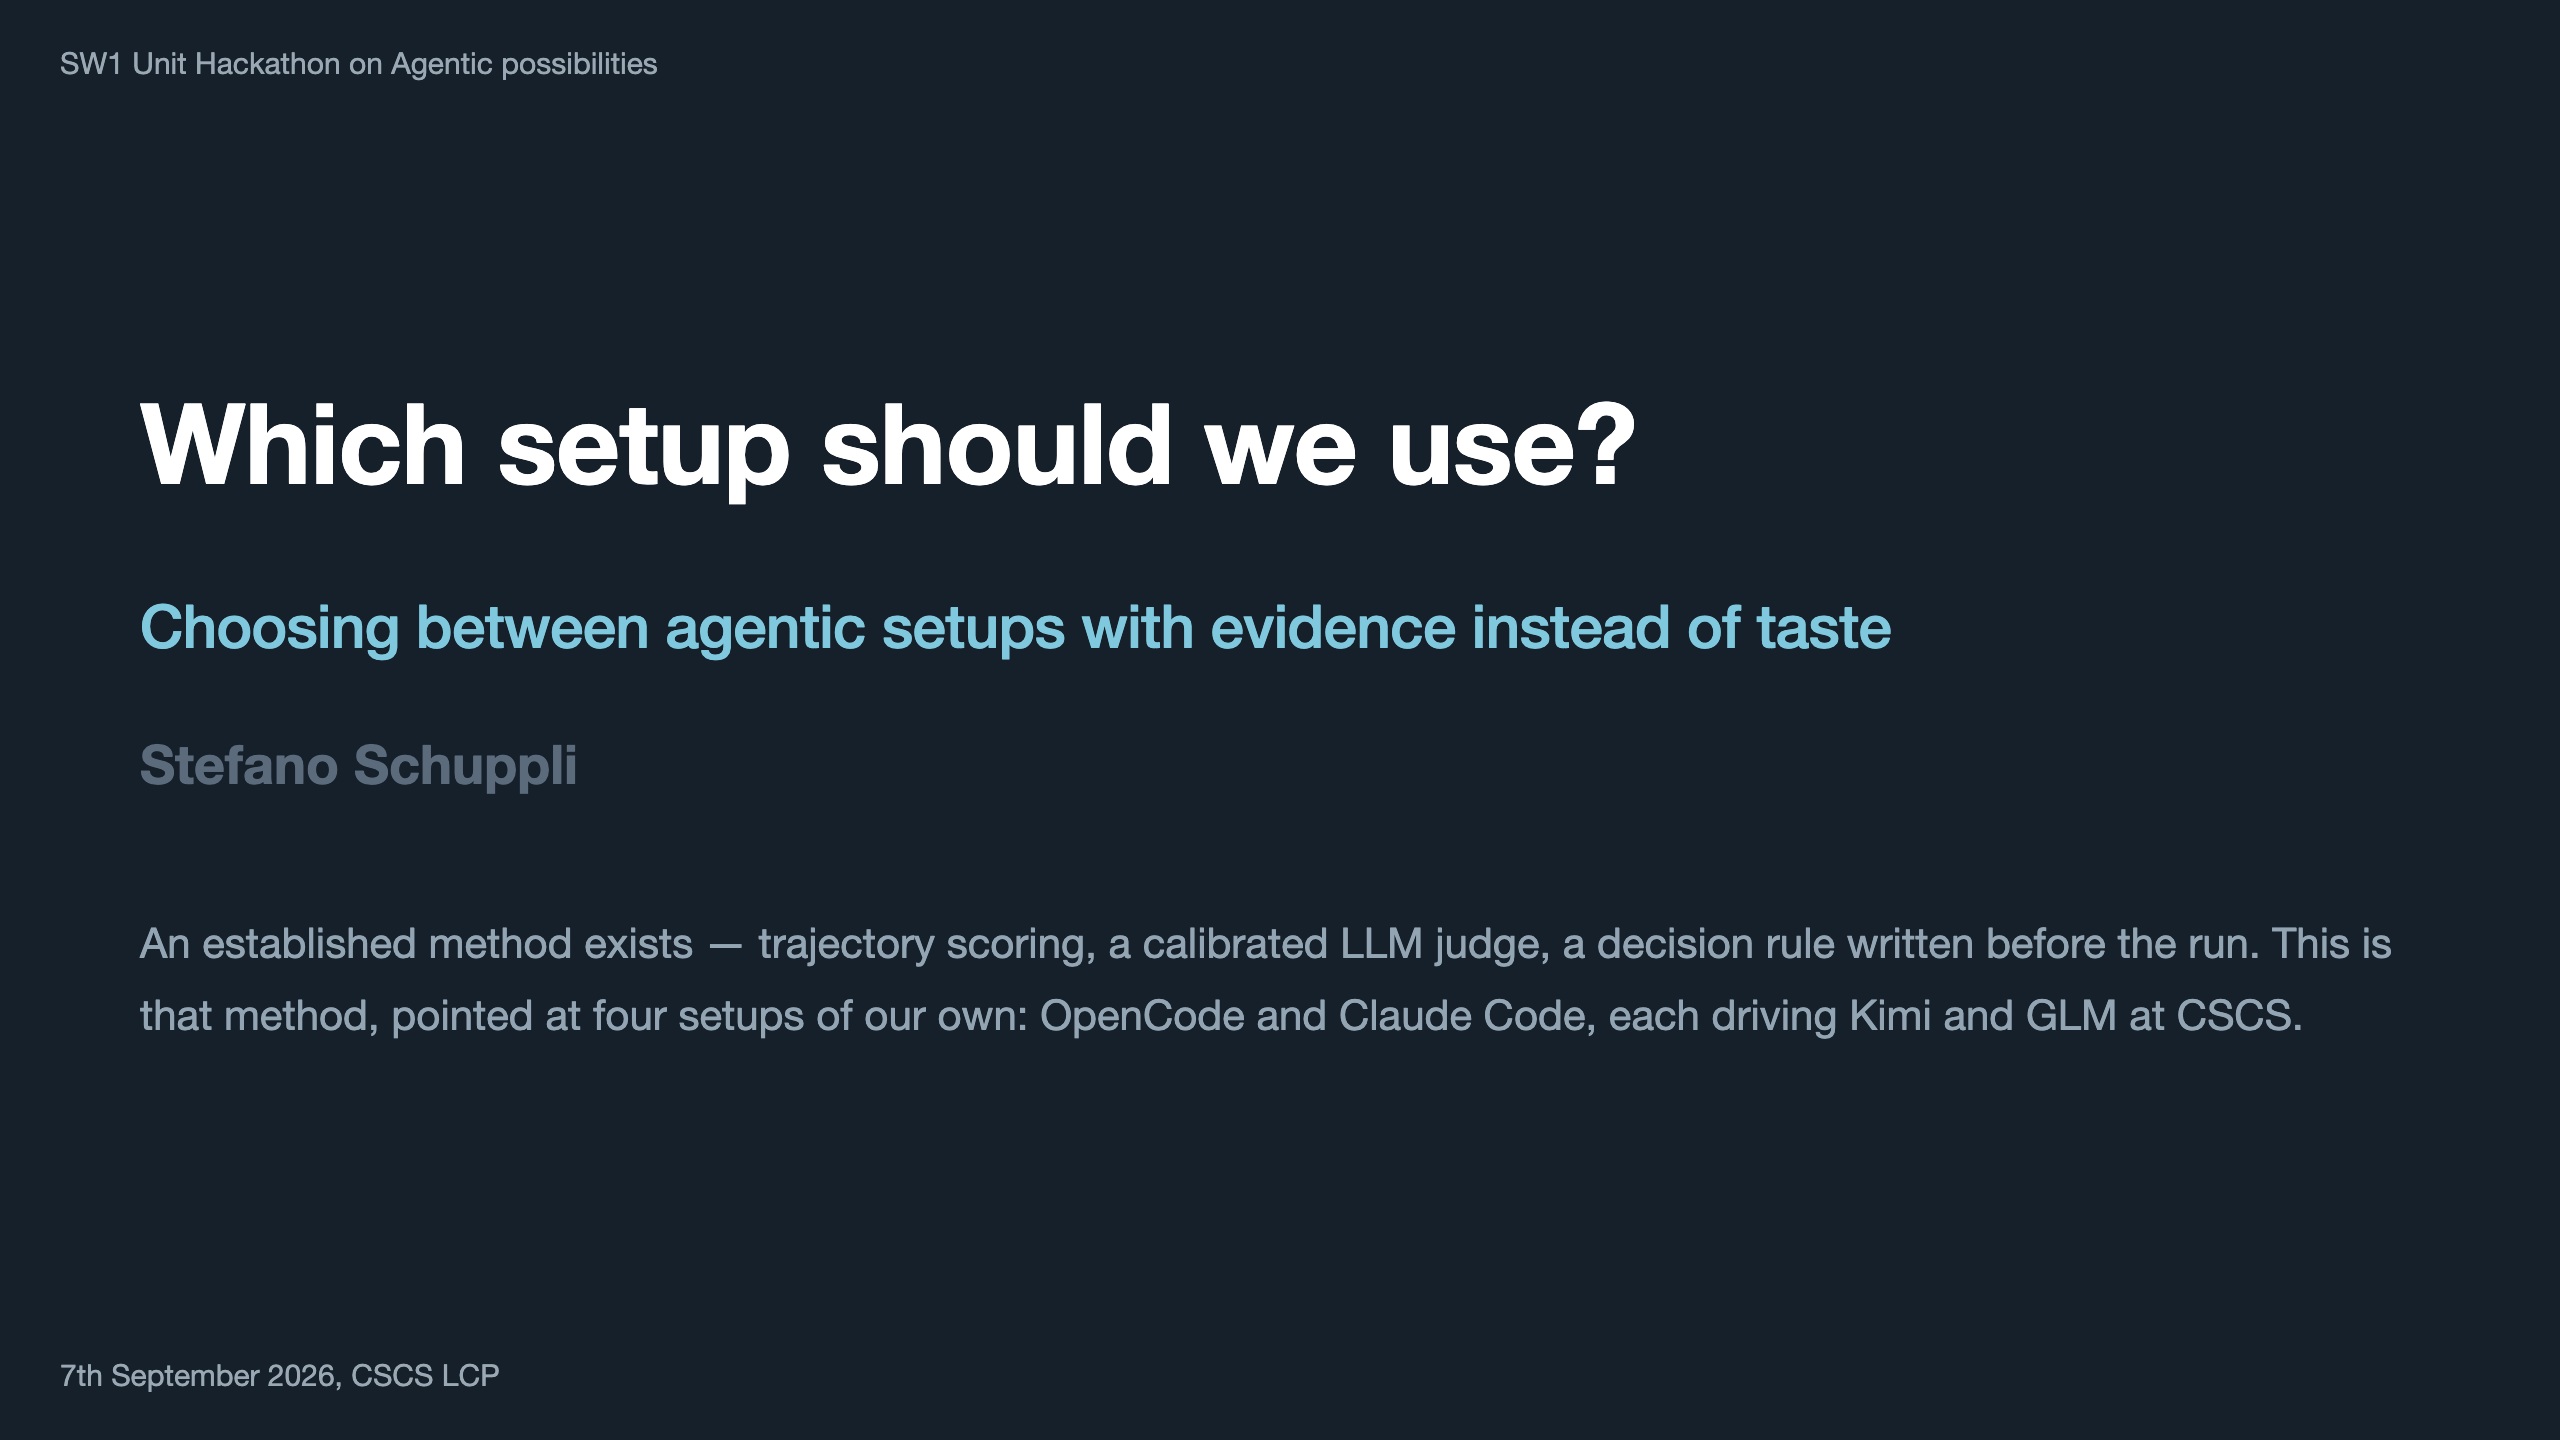 SW1 Unit Hackathon on Agentic possibilities
Which setup should we use?
Choosing between agentic setups with evidence instead of taste
Stefano Schuppli
An established method exists — trajectory scoring, a calibrated LLM judge, a decision rule written before the run. This is
that method, pointed at four setups of our own: OpenCode and Claude Code, each driving Kimi and GLM at CSCS.
7th September 2026, CSCS LCP